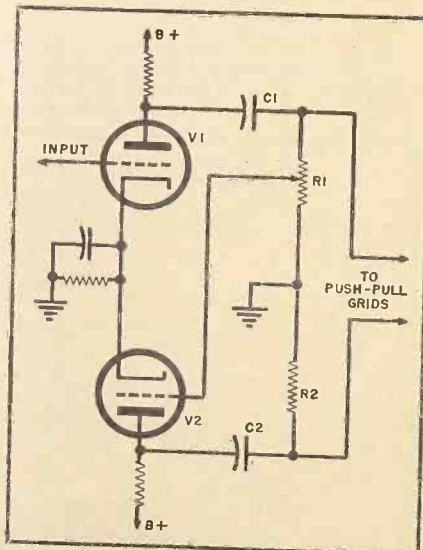 B+
C1
V1
INPUT
R1
TO
PUSH-PULL
GRIDS
R2
V2
C2
B+